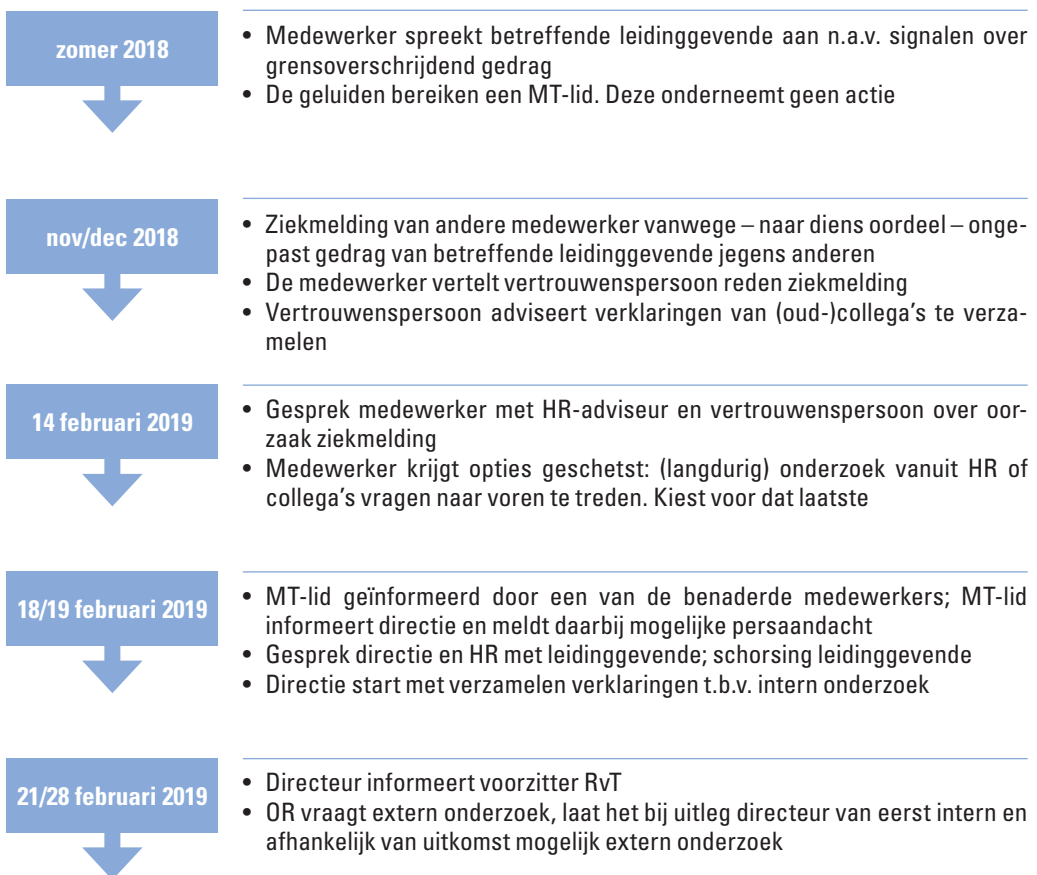 zomer 2018
• Medewerker spreekt betreffende leidinggevende aan n.a.v. signalen over
grensoverschrijdend gedrag
• De geluiden bereiken een MT-lid. Deze onderneemt geen actie
nov/dec 2018
• Ziekmelding van andere medewerker vanwege – naar diens oordeel – onge-
past gedrag van betreffende leidinggevende jegens anderen
• De medewerker vertelt vertrouwenspersoon reden ziekmelding
• Vertrouwenspersoon adviseert verklaringen van (oud-)collega's te verza-
melen
14 februari 2019
• Gesprek medewerker met HR-adviseur en vertrouwenspersoon over oor-
zaak ziekmelding
• Medewerker krijgt opties geschetst: (langdurig) onderzoek vanuit HR of
collega's vragen naar voren te treden. Kiest voor dat laatste
18/19 februari 2019
• MT-lid geïnformeerd door een van de benaderde medewerkers; MT-lid
informeert directie en meldt daarbij mogelijke persaandacht
• Gesprek directie en HR met leidinggevende; schorsing leidinggevende
• Directie start met verzamelen verklaringen t.b.v. intern onderzoek
21/28 februari 2019
• Directeur informeert voorzitter RvT
• OR vraagt extern onderzoek, laat het bij uitleg directeur van eerst intern en
afhankelijk van uitkomst mogelijk extern onderzoek